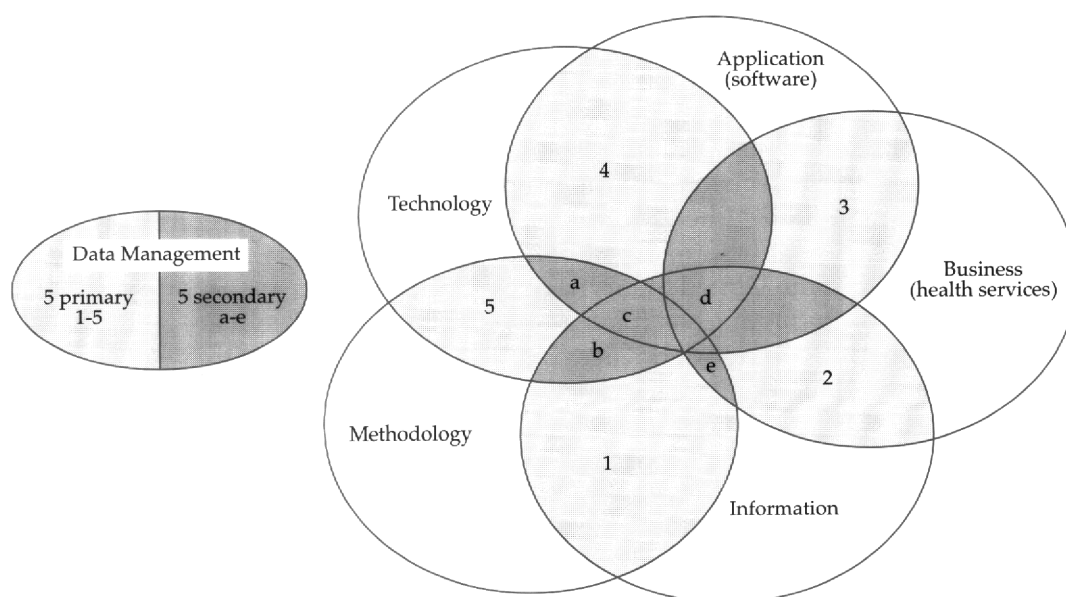 Application
(software)
4
3
Technology
Data Management
5 primary
1-5
5 secondary
a-e
Business
(health services)
a
d
5
c
b
e
2
Methodology
1
Information